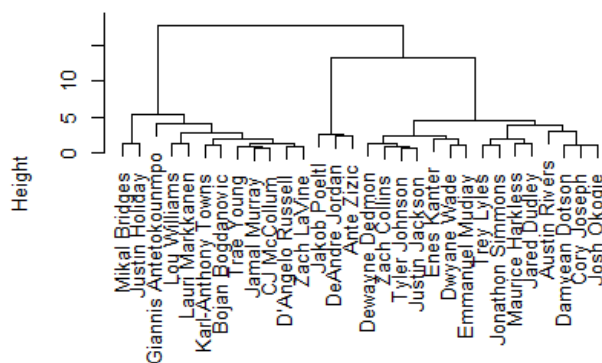 10
5
0
Height
Mikal Bridges
Justin Holiday
Giannis Antetokounmpo
Lou Williams
Lauri Markkanen
Karl-Anthony Towns
Bojan Bogdanovic
Trae Young
Jamal Murray
CJ McCollum
D'Angelo Russell
Zach LaVine
Jakob Poeltl
DeAndre Jordan
Ante Zizic
Dewayne Dedmon
Zach Collins
Tyler Johnson
Justin Jackson
Enes Kanter
Dwyane Wade
Emmanuel Mudiay
Trey Lyles
Jonathon Simmons
Maurice Harkless
Jared Dudley
Austin Rivers
Damyean Dotson
Cory Joseph
Josh Okogie